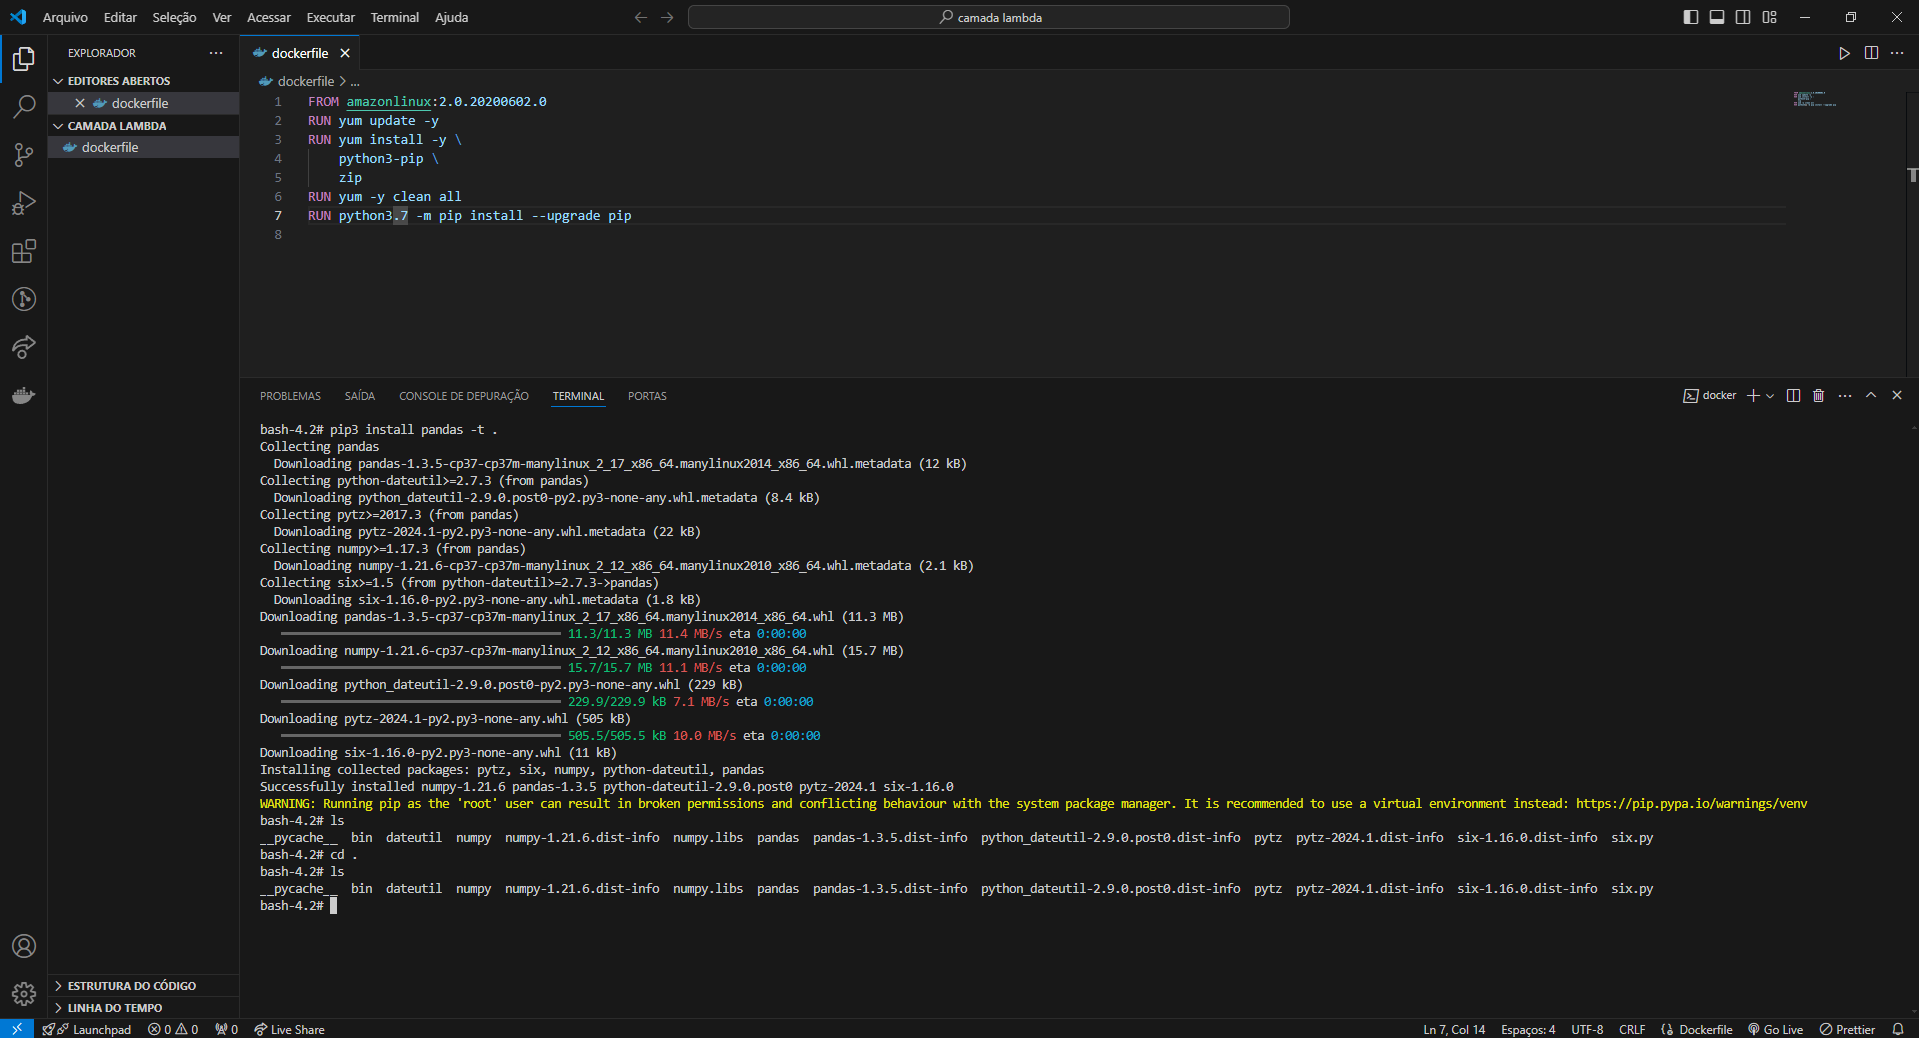 Arquivo Editar Seleção Ver Acessar Executar Terminal Ajuda
camada lambda
EXPLORADOR
EDITORES ABERTOS
dockerfile
CAMADA LAMBDA
dockerfile
ESTRUTURA DO CÓDIGO
LINHA DO TEMPO
dockerfile
dockerfile > ...
1 FROM amazonlinux:2.0.20200602.0
2 RUN yum update -y
3 RUN yum install -y \
4 python3-pip \
5 zip
6 RUN yum -y clean all
7 RUN python3.7 -m pip install --upgrade pip
8
PROBLEMAS SAÍDA CONSOLE DE DEPURAÇÃO TERMINAL PORTAS
docker
bash-4.2# pip3 install pandas -t .
Collecting pandas
Downloading pandas-1.3.5-cp37-cp37m-manylinux_2_17_x86_64.manylinux2014_x86_64.whl.metadata (12 kB)
Collecting python-dateutil>=2.7.3 (from pandas)
Downloading python_dateutil-2.9.0.post0-py2.py3-none-any.whl.metadata (8.4 kB)
Collecting pytz>=2017.3 (from pandas)
Downloading pytz-2024.1-py2.py3-none-any.whl.metadata (22 kB)
Collecting numpy>=1.17.3 (from pandas)
Downloading numpy-1.21.6-cp37-cp37m-manylinux_2_12_x86_64.manylinux2010_x86_64.whl.metadata (2.1 kB)
Collecting six>=1.5 (from python-dateutil>=2.7.3->pandas)
Downloading six-1.16.0-py2.py3-none-any.whl.metadata (1.8 kB)
Downloading pandas-1.3.5-cp37-cp37m-manylinux_2_17_x86_64.manylinux2014_x86_64.whl (11.3 MB)
11.3/11.3 MB 11.4 MB/s eta 0:00:00
Downloading numpy-1.21.6-cp37-cp37m-manylinux_2_12_x86_64.manylinux2010_x86_64.whl (15.7 MB)
15.7/15.7 MB 11.1 MB/s eta 0:00:00
Downloading python_dateutil-2.9.0.post0-py2.py3-none-any.whl (229 kB)
229.9/229.9 kB 7.1 MB/s eta 0:00:00
Downloading pytz-2024.1-py2.py3-none-any.whl (505 kB)
505.5/505.5 kB 10.0 MB/s eta 0:00:00
Downloading six-1.16.0-py2.py3-none-any.whl (11 kB)
Installing collected packages: pytz, six, numpy, python-dateutil, pandas
Successfully installed numpy-1.21.6 pandas-1.3.5 python-dateutil-2.9.0.post0 pytz-2024.1 six-1.16.0
WARNING: Running pip as the 'root' user can result in broken permissions and conflicting behaviour with the system package manager. It is recommended to use a virtual environment instead: https://pip.pypa.io/warnings/venv
bash-4.2# ls
__pycache__ bin dateutil numpy numpy-1.21.6.dist-info numpy.libs pandas pandas-1.3.5.dist-info python_dateutil-2.9.0.post0.dist-info pytz pytz-2024.1.dist-info six-1.16.0.dist-info six.py
bash-4.2# cd .
bash-4.2# ls
__pycache__ bin dateutil numpy numpy-1.21.6.dist-info numpy.libs pandas pandas-1.3.5.dist-info python_dateutil-2.9.0.post0.dist-info pytz pytz-2024.1.dist-info six-1.16.0.dist-info six.py
bash-4.2#
Launchpad 0 0 0 Live Share
Ln 7, Col 14 Espaços: 4 UTF-8 CRLF Dockerfile Go Live Prettier